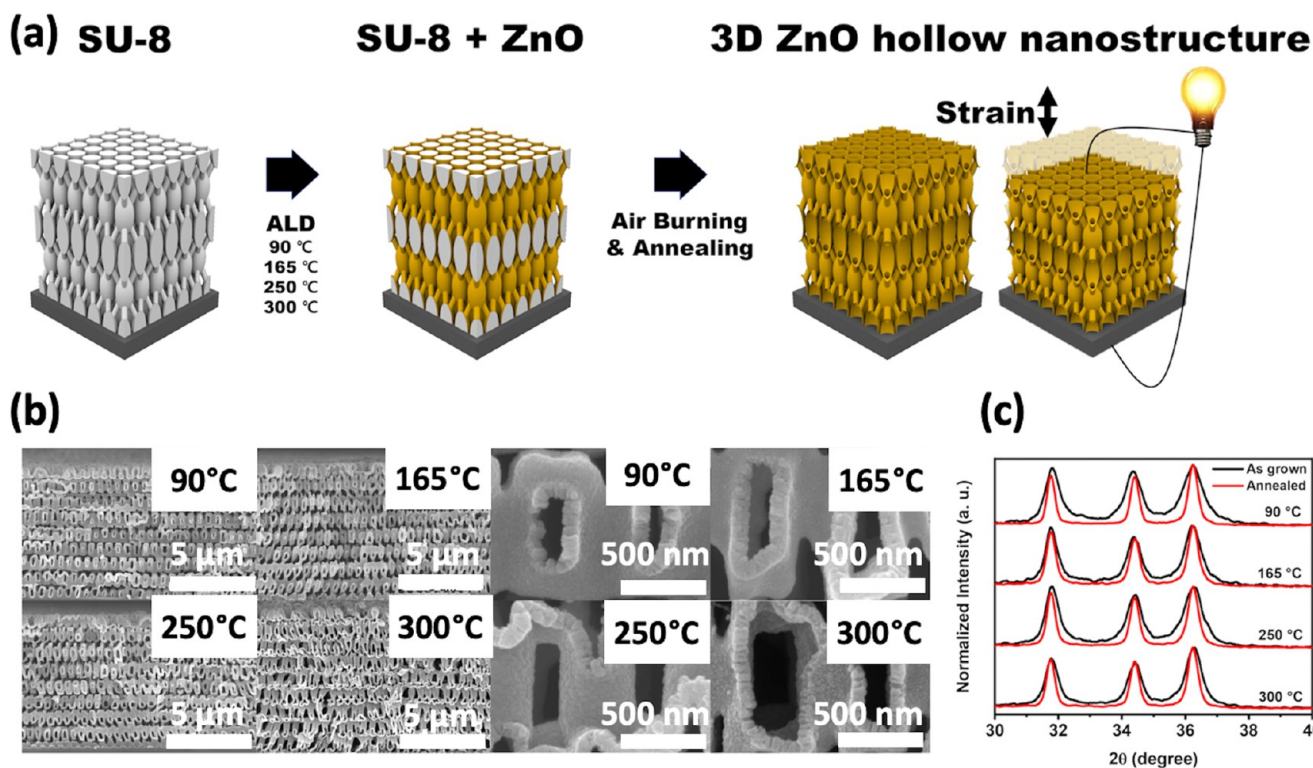 (a) SU-8
SU-8 + ZnO
3D ZnO hollow nanostructure
Strain
ALD
90 ℃
165 ℃
250 ℃
300 ℃
Air Burning
& Annealing
(b)
90°C
5 µm
165°C
5 µm
90°C
500 nm
165°C
500 nm
250°C
5 µm
300°C
5 µm
250°C
500 nm
300°C
500 nm
(c)
Normalized Intensity (a. u.)
As grown
Annealed
90 °C
165 °C
250 °C
300 °C
30 32 34 36 38 40
2θ (degree)